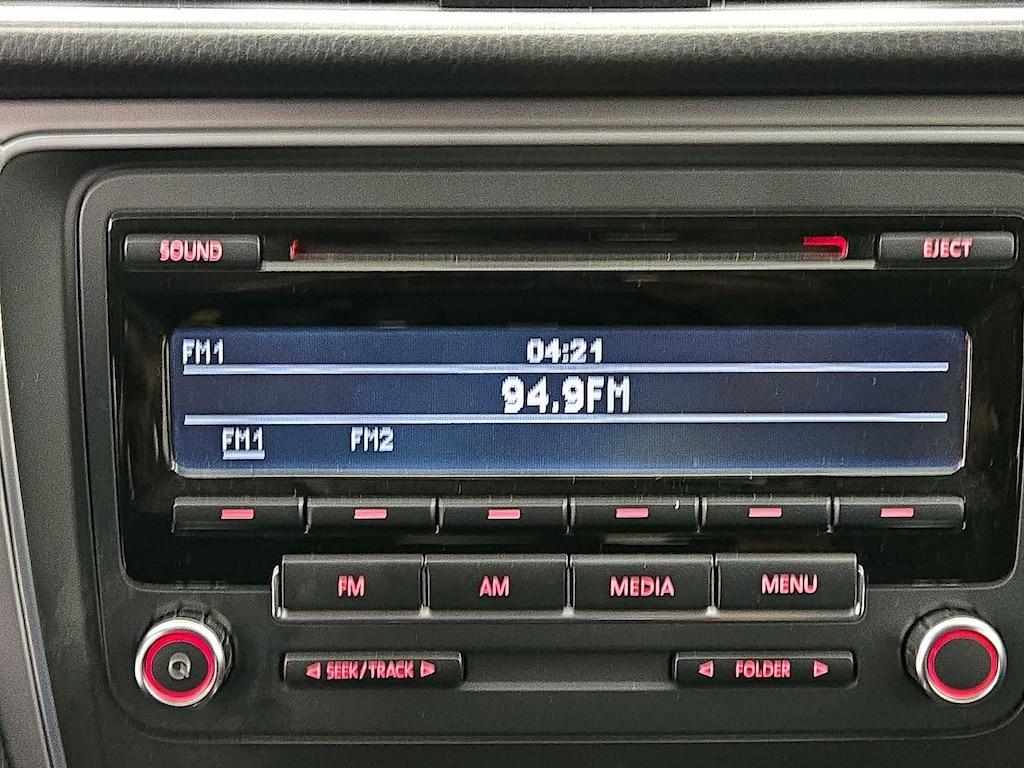 SOUND EJECT
FM1 04:21
94.9FM
FM1 FM2
FM AM MEDIA MENU
SEEK/TRACK FOLDER